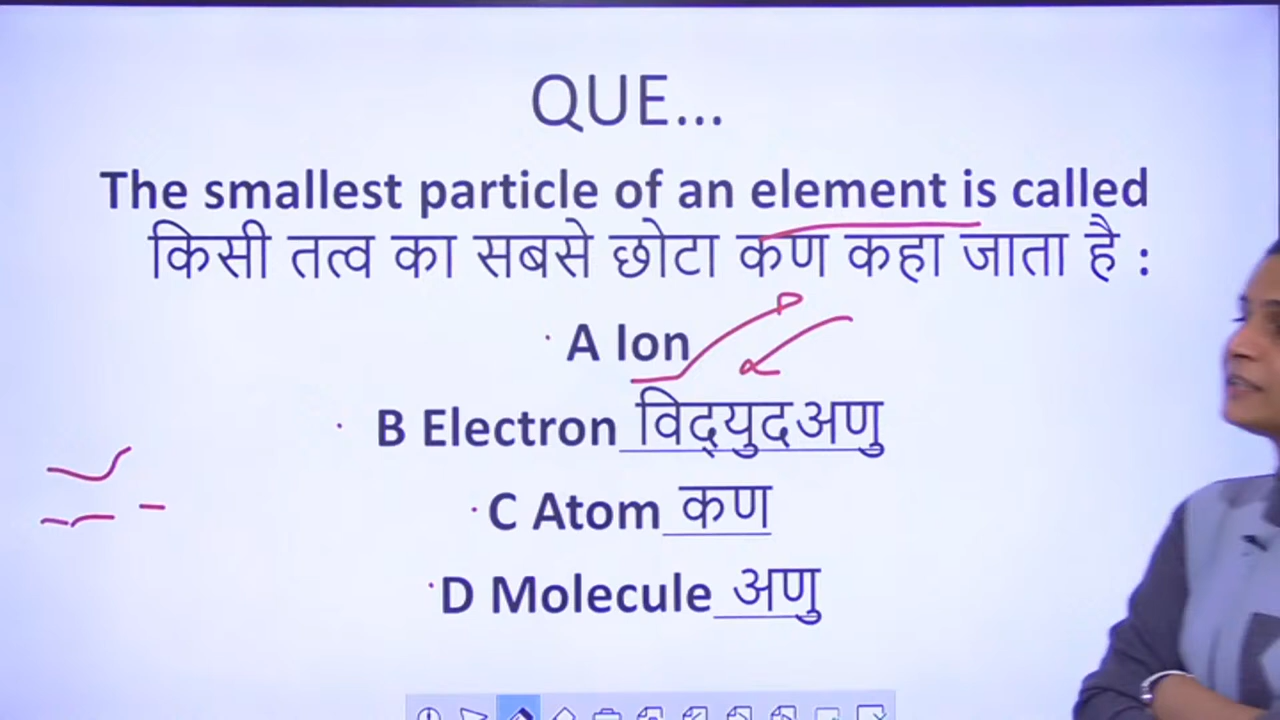 QUE...
The smallest particle of an element is called
किसी तत्व का सबसे छोटा कण कहा जाता है :
A Ion
B Electron विद्युदअणु
C Atom कण
D Molecule अणु